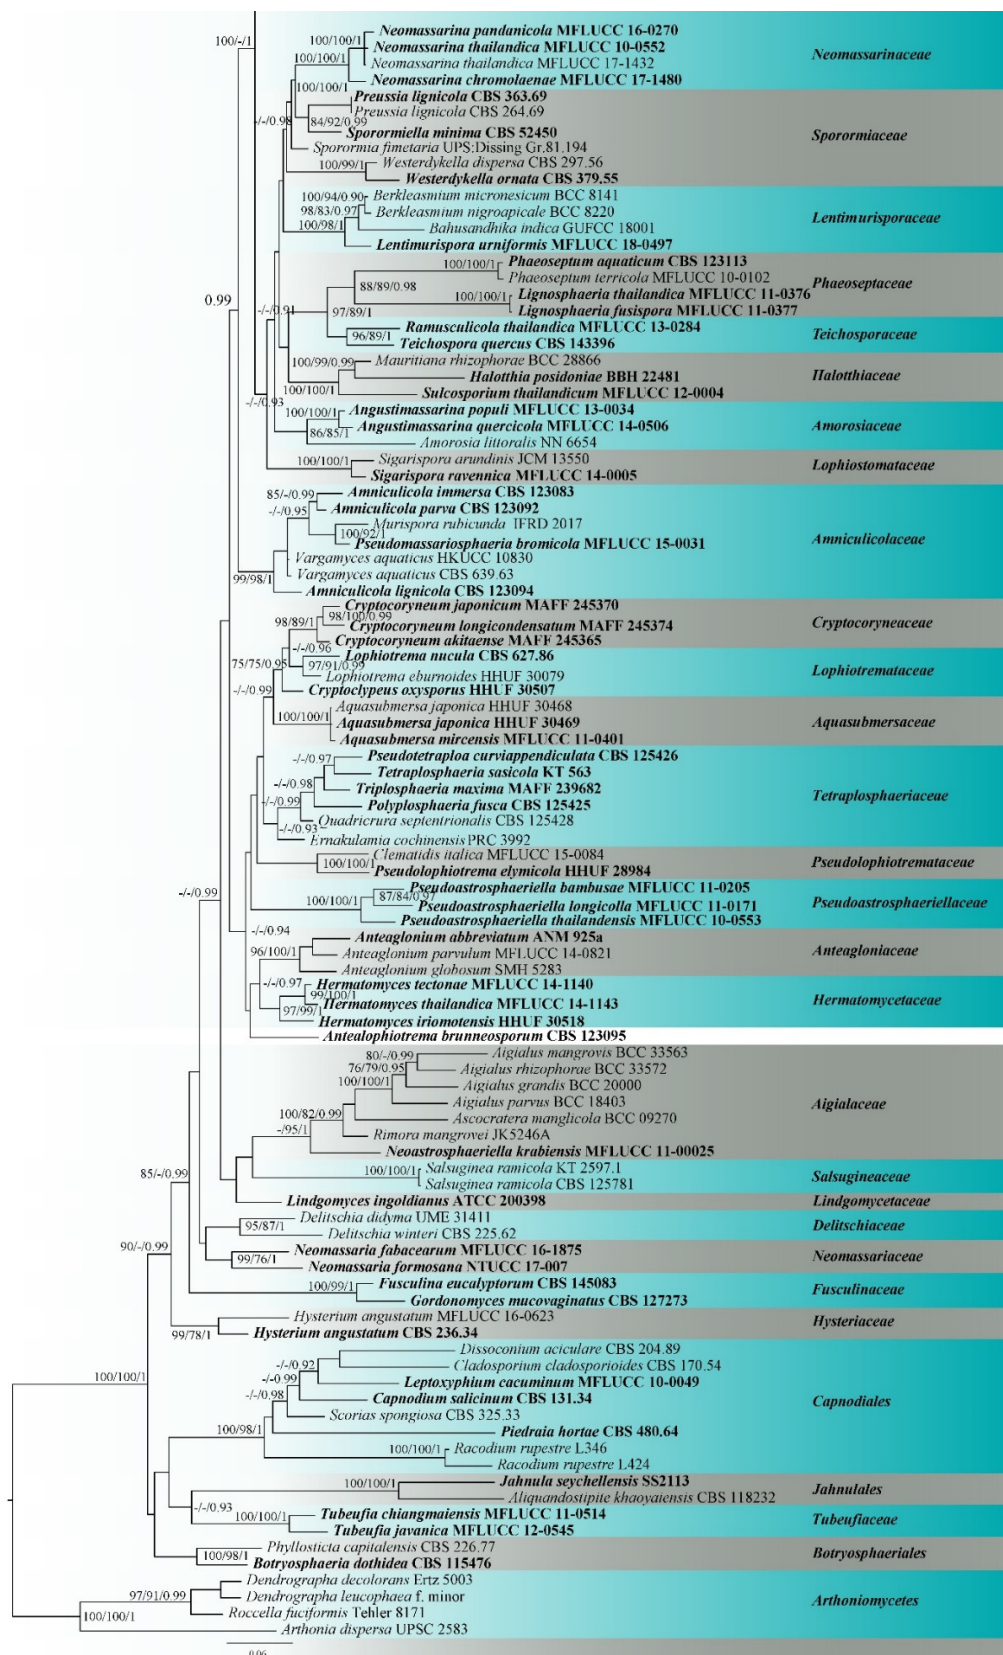 100/-/1
Neomassarina pandanicola MFLUCC 16-0270
100/100/1
Neomassarina thailandica MFLUCC 10-0552
100/100/1
Neomassarina thailandica MFLUCC 17-1432
Neomassarinaceae
Neomassarina chromolaenae MFLUCC 17-1480
100/100/1
Preussia lignicola CBS 363.69
Preussia lignicola CBS 264.69
-/-/0.98
84/92/0.99
Sporormiella minima CBS 52450
Sporormiaceae
Sporormia fimetaria UPS:Dissing Gr.81.194
Westerdykella dispersa CBS 297.56
100/99/1
Westerdykella ornata CBS 379.55
100/94/0.90
Berkleasmium micronesicum BCC 8141
98/83/0.97
Berkleasmium nigroapicale BCC 8220
Lentimurisporaceae
100/98/1
Bahusandhika indica GUFCC 18001
Lentimurispora urniformis MFLUCC 18-0497
100/100/1
Phaeoseptum aquaticum CBS 123113
Phaeoseptum terricola MFLUCC 10-0102
Phaeoseptaceae
88/89/0.98
0.99
100/100/1
Lignosphaeria thailandica MFLUCC 11-0376
-/-/0.91
97/89/1
Lignosphaeria fusispora MFLUCC 11-0377
Ramusculicola thailandica MFLUCC 13-0284
96/89/1
Teichosporaceae
Teichospora quercus CBS 143396
100/99/0.99
Mauritiana rhizophorae BCC 28866
Halotthia posidoniae BBH 22481
Halotthiaceae
100/100/1
Sulcosporium thailandicum MFLUCC 12-0004
-/-/0.93
100/100/1
Angustimassarina populi MFLUCC 13-0034
Angustimassarina quercicola MFLUCC 14-0506
Amorosiaceae
86/85/1
Amorosia littoralis NN 6654
100/100/1
Sigarispora arundinis JCM 13550
Lophiostomataceae
Sigarispora ravennica MFLUCC 14-0005
85/-/0.99
Amniculicola immersa CBS 123083
-/-/0.95
Amniculicola parva CBS 123092
Murispora rubicunda IFRD 2017
Amniculicolaceae
100/92/1
Pseudomassariosphaeria bromicola MFLUCC 15-0031
Vargamyces aquaticus HKUCC 10830
99/98/1
Vargamyces aquaticus CBS 639.63
Amniculicola lignicola CBS 123094
Cryptocoryneum japonicum MAFF 245370
98/100/0.99
98/89/1
Cryptocoryneum longicondensatum MAFF 245374
Cryptocoryneaceae
Cryptocoryneum akitaense MAFF 245365
-/-/0.96
Lophiotrema nucula CBS 627.86
75/75/0.95
97/91/0.99
Lophiotrema eburnoides HHUF 30079
Lophiotremataceae
-/-/0.99
Cryptoclypeus oxysporus HHUF 30507
Aquasubmersa japonica HHUF 30468
100/100/1
Aquasubmersa japonica HHUF 30469
Aquasubmersaceae
Aquasubmersa mircensis MFLUCC 11-0401
-/-/0.97
Pseudotetraploa curviappendiculata CBS 125426
Tetraplosphaeria sasicola KT 563
-/-/0.98
Triplosphaeria maxima MAFF 239682
Tetraplosphaeriaceae
-/-/0.99
Polyplosphaeria fusca CBS 125425
Quadricrura septentrionalis CBS 125428
-/-/0.93
Ernakulamia cochinensis PRC 3992
Clematidis italica MFLUCC 15-0084
Pseudolophiotremataceae
100/100/1
Pseudolophiotrema elymicola HHUF 28984
Pseudoastrosphaeriella bambusae MFLUCC 11-0205
-/-/0.99
87/84/0.97
100/100/1
Pseudoastrosphaeriella longicolla MFLUCC 11-0171
Pseudoastrosphaeriellaceae
Pseudoastrosphaeriella thailandensis MFLUCC 10-0553
-/-/0.94
Anteaglonium abbreviatum ANM 925a
96/100/1
Anteaglonium parvulum MFLUCC 14-0821
Anteagloniaceae
Anteaglonium globosum SMH 5283
-/-/0.97
Hermatomyces tectonae MFLUCC 14-1140
99/100/1
Hermatomyces thailandica MFLUCC 14-1143
Hermatomycetaceae
97/99/1
Hermatomyces iriomotensis HHUF 30518
Antealophiotrema brunneosporum CBS 123095
80/-/0.99
Aigialus mangrovis BCC 33563
76/79/0.95
Aigialus rhizophorae BCC 33572
100/100/1
Aigialus grandis BCC 20000
Aigialus parvus BCC 18403
Aigialaceae
100/82/0.99
Ascocratera manglicola BCC 09270
-/95/1
Rimora mangrovei JK5246A
Neoastrosphaeriella krabiensis MFLUCC 11-00025
85/-/0.99
100/100/1
Salsuginea ramicola KT 2597.1
Salsugineaceae
Salsuginea ramicola CBS 125781
Lindgomyces ingoldianus ATCC 200398
Lindgomycetaceae
Delitschia didyma UME 31411
95/87/1
Delitschiaceae
Delitschia winteri CBS 225.62
90/-/0.99
Neomassaria fabacearum MFLUCC 16-1875
99/76/1
Neomassariaceae
Neomassaria formosana NTUCC 17-007
100/99/1
Fusculina eucalyptorum CBS 145083
Fusculinaceae
Gordonomyces mucovaginatus CBS 127273
Hysterium angustatum MFLUCC 16-0623
Hysteriaceae
99/78/1
Hysterium angustatum CBS 236.34
Dissoconium aciculare CBS 204.89
-/-/0.92
Cladosporium cladosporioides CBS 170.54
100/100/1
-/-/0.99
Leptoxyphium cacuminum MFLUCC 10-0049
-/-/0.98
Capnodium salicinum CBS 131.34
Capnodiales
Scorias spongiosa CBS 325.33
100/98/1
Piedraia hortae CBS 480.64
100/100/1
Racodium rupestre L346
Racodium rupestre L424
100/100/1
Jahnula seychellensis SS2113
Jahnulales
Aliquandostipite khaoyaiensis CBS 118232
-/-/0.93
100/100/1
Tubeufia chiangmaiensis MFLUCC 11-0514
Tubeufiaceae
Tubeufia javanica MFLUCC 12-0545
Phyllosticta capitalensis CBS 226.77
100/98/1
Botryosphaeriales
Botryosphaeria dothidea CBS 115476
Dendrographa decolorans Ertz 5003
97/91/0.99
Dendrographa leucophaea f. minor
Arthoniomycetes
100/100/1
Roccella fuciformis Tehler 8171
Arthonia dispersa UPSC 2583
0.06